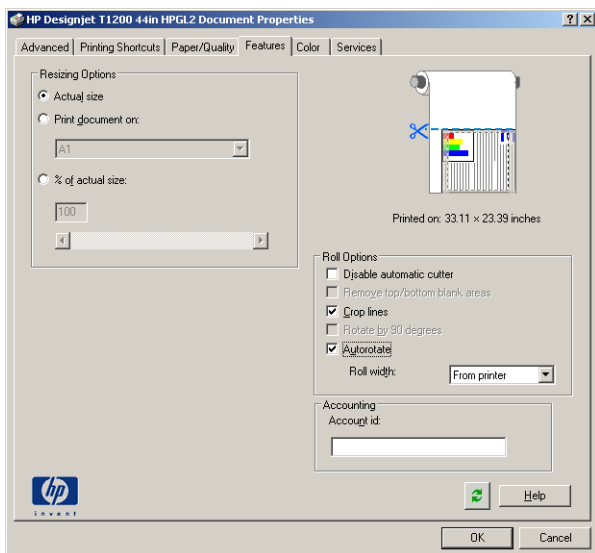 HP Designjet T1200 44in HPGL2 Document Properties
Advanced Printing Shortcuts Paper/Quality Features Color Services
Resizing Options
Actual size
Print document on:
A1
% of actual size:
100
Printed on: 33.11 × 23.39 inches
Roll Options
Disable automatic cutter
Remove top/bottom blank areas
Crop lines
Rotate by 90 degrees
Autorotate
Roll width: From printer
Accounting
Account id:
hp
invent
Help
OK Cancel